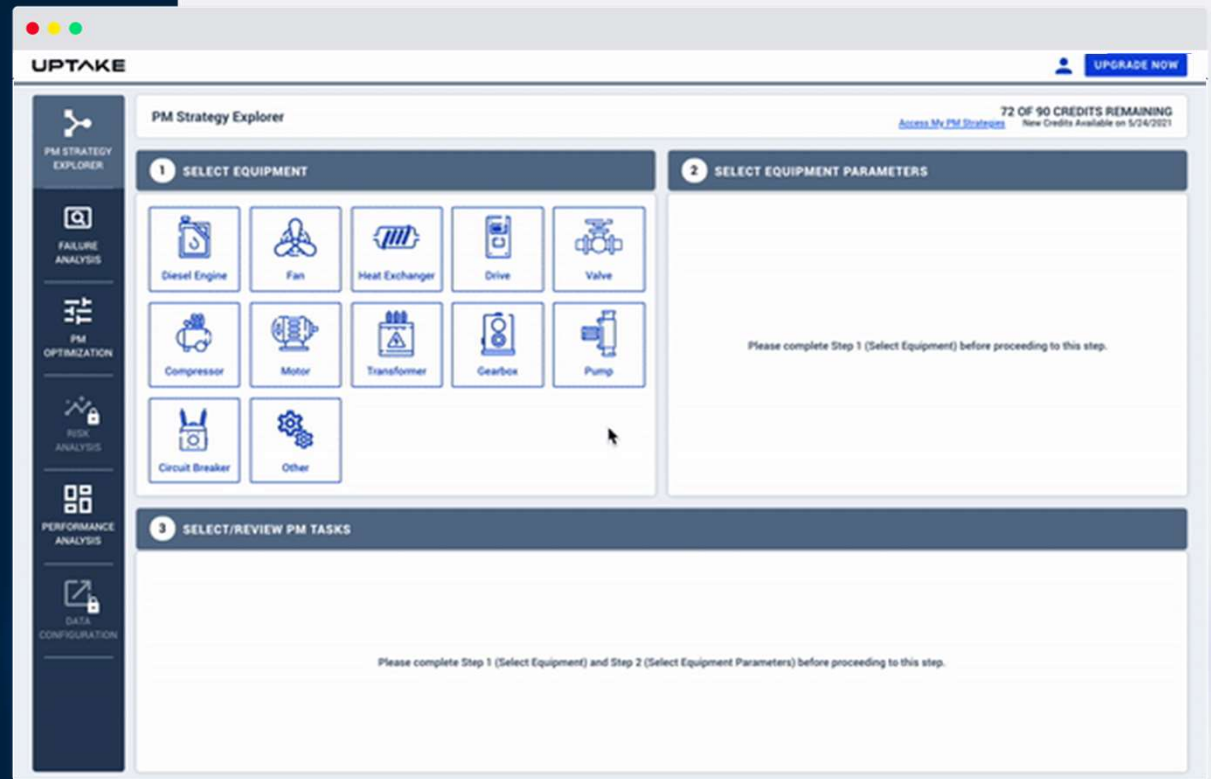 UPTAKE
UPGRADE NOW
PM STRATEGY
EXPLORER
FAILURE
ANALYSIS
PM
OPTIMIZATION
RISK
ANALYSIS
PERFORMANCE
ANALYSIS
DATA
CONFIGURATION
PM Strategy Explorer
72 OF 90 CREDITS REMAINING
Access My PM Strategies New Credits Available on 5/24/2021
1 SELECT EQUIPMENT
Diesel Engine Fan Heat Exchanger Drive Valve
Compressor Motor Transformer Gearbox Pump
Circuit Breaker Other
2 SELECT EQUIPMENT PARAMETERS
Please complete Step 1 (Select Equipment) before proceeding to this step.
3 SELECT/REVIEW PM TASKS
Please complete Step 1 (Select Equipment) and Step 2 (Select Equipment Parameters) before proceeding to this step.